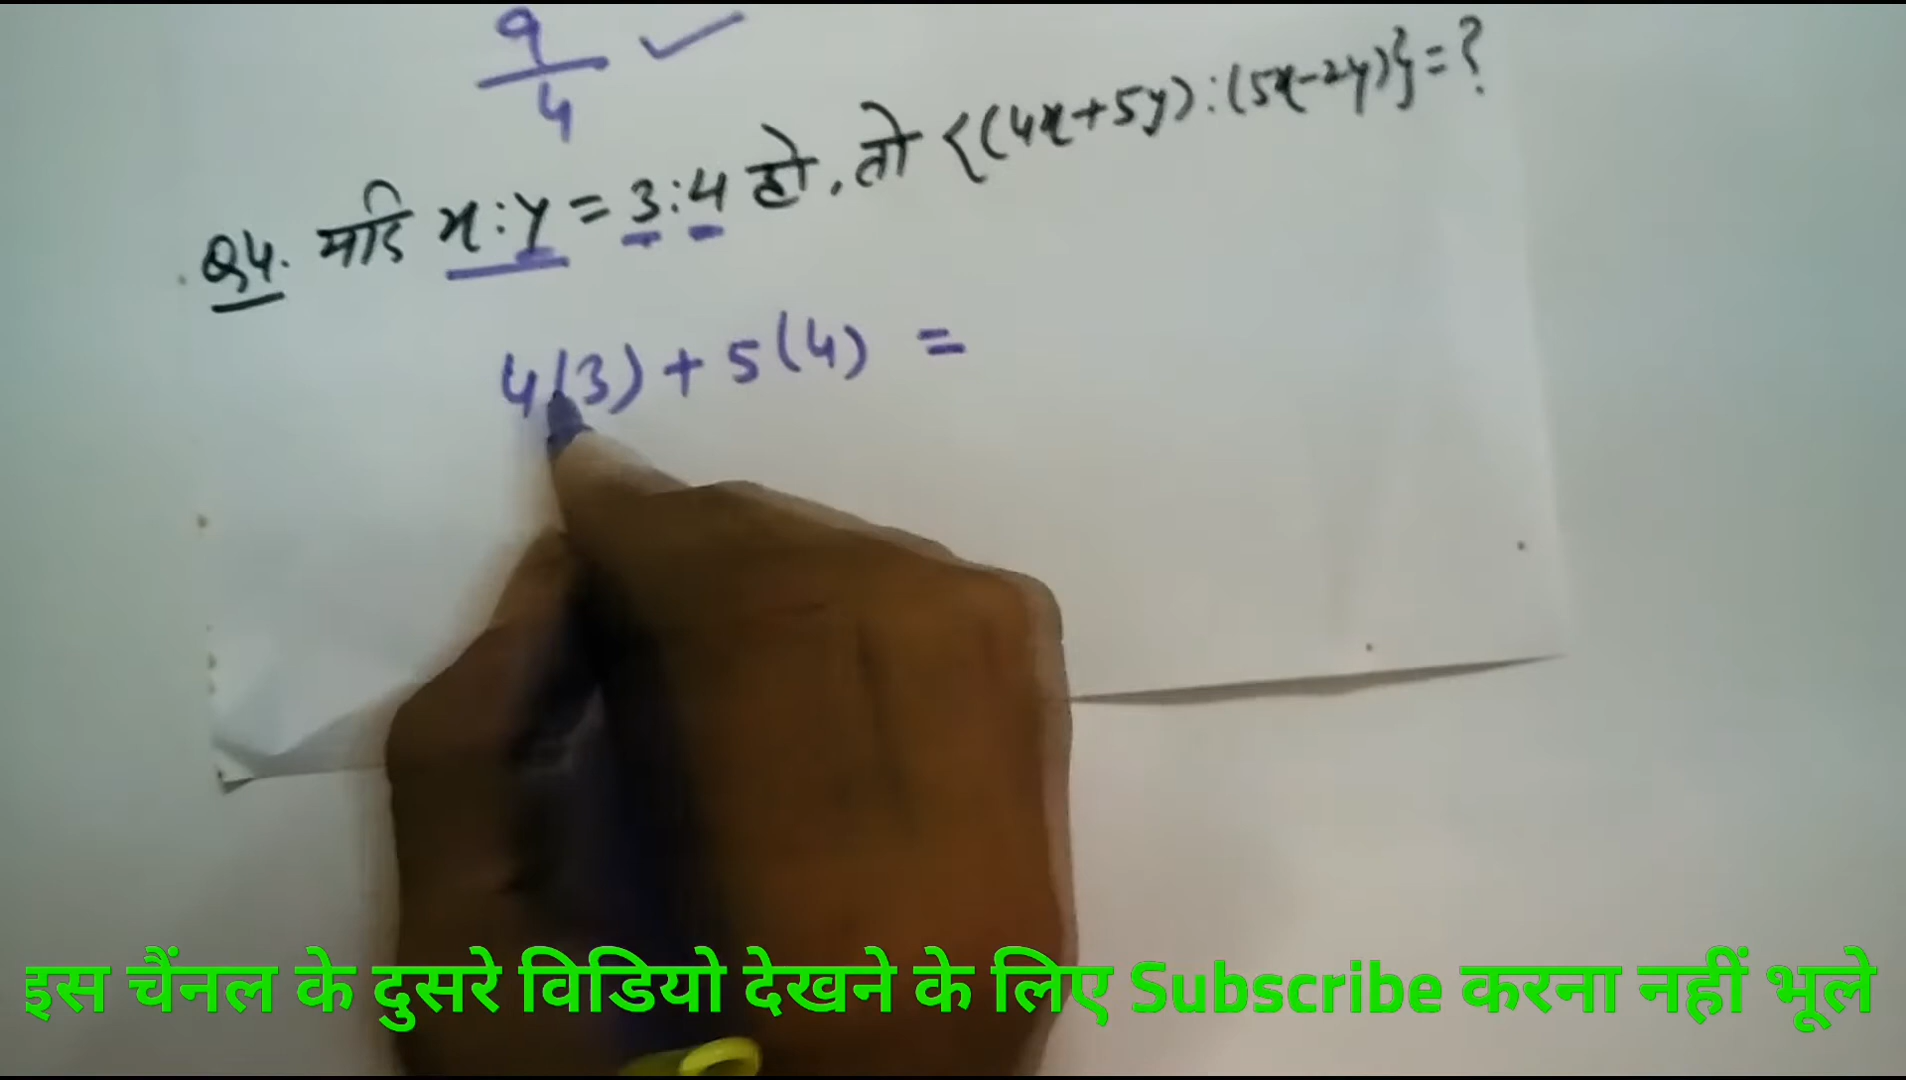 9
4 ✓
Q4. यदि x:y = 3:4 हो, तो {(4x+5y):(5x-2y)}=?
4(3) + 5(4) =
इस चैंनल के दुसरे विडियो देखने के लिए Subscribe करना नहीं भूले